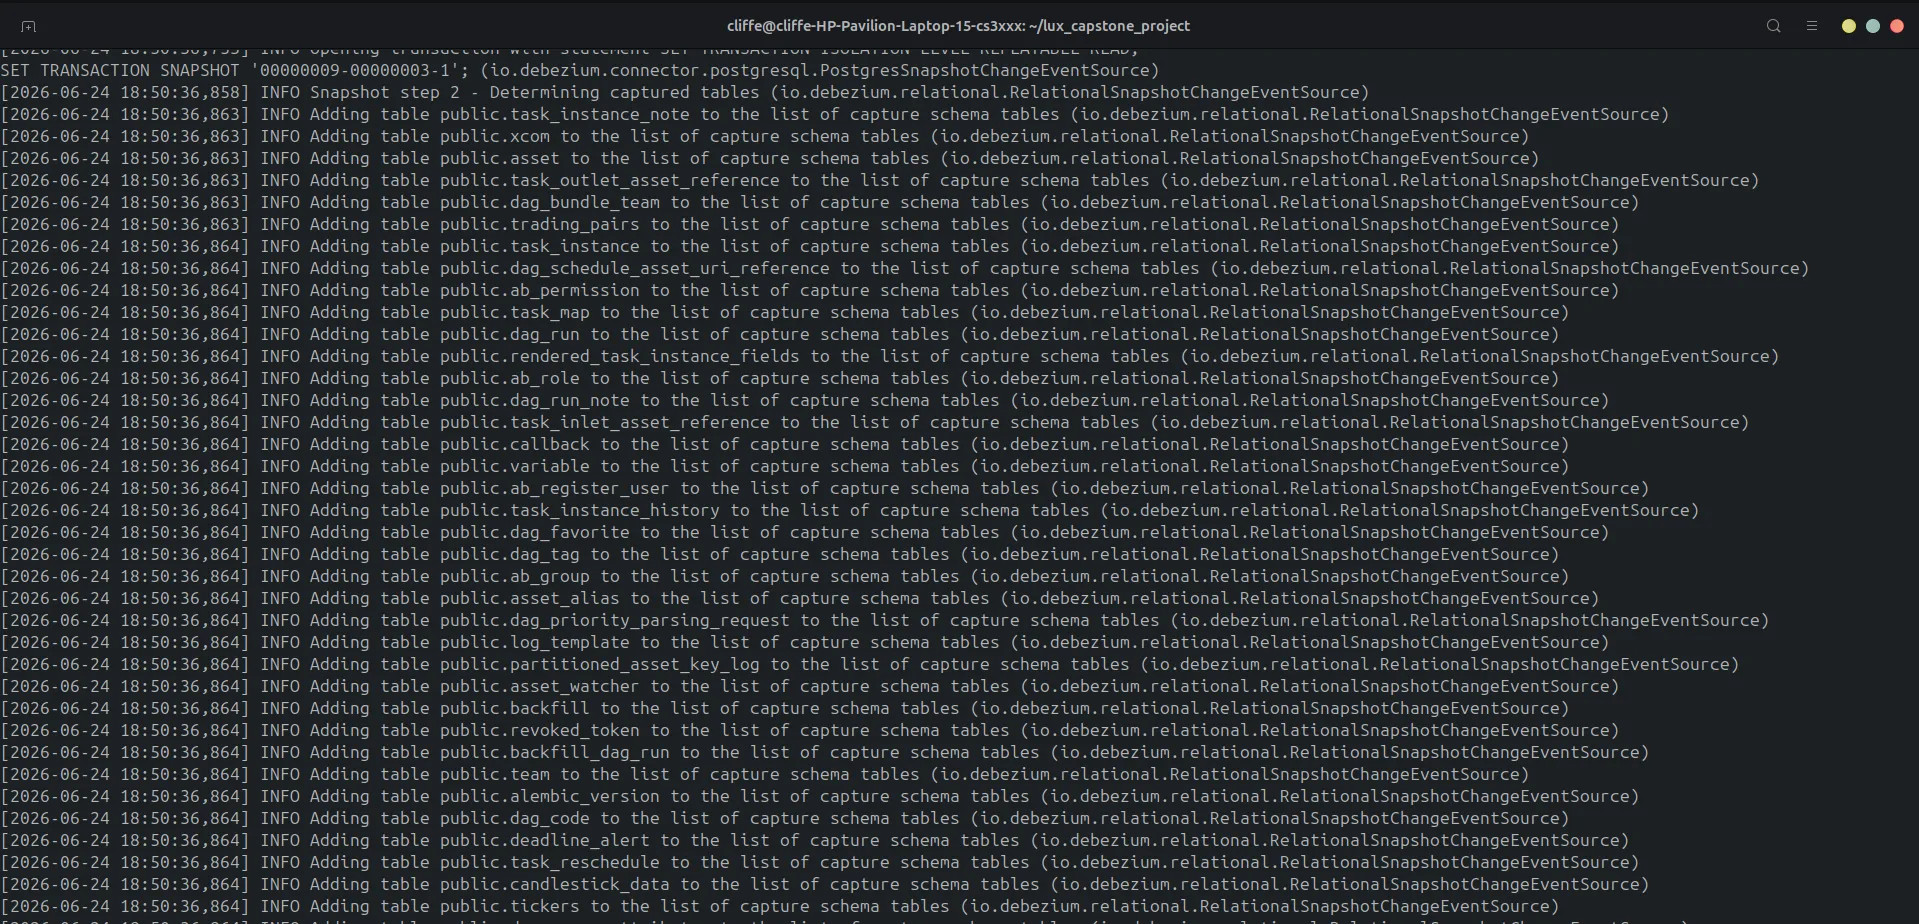 cliffe@cliffe-HP-Pavilion-Laptop-15-cs3xxx: ~/lux_capstone_project
[2026-06-24 18:50:36,755] INFO Opening transaction with statement SET TRANSACTION ISOLATION LEVEL REPEATABLE READ;
SET TRANSACTION SNAPSHOT '00000009-00000003-1'; (io.debezium.connector.postgresql.PostgresSnapshotChangeEventSource)
[2026-06-24 18:50:36,858] INFO Snapshot step 2 - Determining captured tables (io.debezium.relational.RelationalSnapshotChangeEventSource)
[2026-06-24 18:50:36,863] INFO Adding table public.task_instance_note to the list of capture schema tables (io.debezium.relational.RelationalSnapshotChangeEventSource)
[2026-06-24 18:50:36,863] INFO Adding table public.xcom to the list of capture schema tables (io.debezium.relational.RelationalSnapshotChangeEventSource)
[2026-06-24 18:50:36,863] INFO Adding table public.asset to the list of capture schema tables (io.debezium.relational.RelationalSnapshotChangeEventSource)
[2026-06-24 18:50:36,863] INFO Adding table public.task_outlet_asset_reference to the list of capture schema tables (io.debezium.relational.RelationalSnapshotChangeEventSource)
[2026-06-24 18:50:36,863] INFO Adding table public.dag_bundle_team to the list of capture schema tables (io.debezium.relational.RelationalSnapshotChangeEventSource)
[2026-06-24 18:50:36,863] INFO Adding table public.trading_pairs to the list of capture schema tables (io.debezium.relational.RelationalSnapshotChangeEventSource)
[2026-06-24 18:50:36,864] INFO Adding table public.task_instance to the list of capture schema tables (io.debezium.relational.RelationalSnapshotChangeEventSource)
[2026-06-24 18:50:36,864] INFO Adding table public.dag_schedule_asset_uri_reference to the list of capture schema tables (io.debezium.relational.RelationalSnapshotChangeEventSource)
[2026-06-24 18:50:36,864] INFO Adding table public.ab_permission to the list of capture schema tables (io.debezium.relational.RelationalSnapshotChangeEventSource)
[2026-06-24 18:50:36,864] INFO Adding table public.task_map to the list of capture schema tables (io.debezium.relational.RelationalSnapshotChangeEventSource)
[2026-06-24 18:50:36,864] INFO Adding table public.dag_run to the list of capture schema tables (io.debezium.relational.RelationalSnapshotChangeEventSource)
[2026-06-24 18:50:36,864] INFO Adding table public.rendered_task_instance_fields to the list of capture schema tables (io.debezium.relational.RelationalSnapshotChangeEventSource)
[2026-06-24 18:50:36,864] INFO Adding table public.ab_role to the list of capture schema tables (io.debezium.relational.RelationalSnapshotChangeEventSource)
[2026-06-24 18:50:36,864] INFO Adding table public.dag_run_note to the list of capture schema tables (io.debezium.relational.RelationalSnapshotChangeEventSource)
[2026-06-24 18:50:36,864] INFO Adding table public.task_inlet_asset_reference to the list of capture schema tables (io.debezium.relational.RelationalSnapshotChangeEventSource)
[2026-06-24 18:50:36,864] INFO Adding table public.callback to the list of capture schema tables (io.debezium.relational.RelationalSnapshotChangeEventSource)
[2026-06-24 18:50:36,864] INFO Adding table public.variable to the list of capture schema tables (io.debezium.relational.RelationalSnapshotChangeEventSource)
[2026-06-24 18:50:36,864] INFO Adding table public.ab_register_user to the list of capture schema tables (io.debezium.relational.RelationalSnapshotChangeEventSource)
[2026-06-24 18:50:36,864] INFO Adding table public.task_instance_history to the list of capture schema tables (io.debezium.relational.RelationalSnapshotChangeEventSource)
[2026-06-24 18:50:36,864] INFO Adding table public.dag_favorite to the list of capture schema tables (io.debezium.relational.RelationalSnapshotChangeEventSource)
[2026-06-24 18:50:36,864] INFO Adding table public.dag_tag to the list of capture schema tables (io.debezium.relational.RelationalSnapshotChangeEventSource)
[2026-06-24 18:50:36,864] INFO Adding table public.ab_group to the list of capture schema tables (io.debezium.relational.RelationalSnapshotChangeEventSource)
[2026-06-24 18:50:36,864] INFO Adding table public.asset_alias to the list of capture schema tables (io.debezium.relational.RelationalSnapshotChangeEventSource)
[2026-06-24 18:50:36,864] INFO Adding table public.dag_priority_parsing_request to the list of capture schema tables (io.debezium.relational.RelationalSnapshotChangeEventSource)
[2026-06-24 18:50:36,864] INFO Adding table public.log_template to the list of capture schema tables (io.debezium.relational.RelationalSnapshotChangeEventSource)
[2026-06-24 18:50:36,864] INFO Adding table public.partitioned_asset_key_log to the list of capture schema tables (io.debezium.relational.RelationalSnapshotChangeEventSource)
[2026-06-24 18:50:36,864] INFO Adding table public.asset_watcher to the list of capture schema tables (io.debezium.relational.RelationalSnapshotChangeEventSource)
[2026-06-24 18:50:36,864] INFO Adding table public.backfill to the list of capture schema tables (io.debezium.relational.RelationalSnapshotChangeEventSource)
[2026-06-24 18:50:36,864] INFO Adding table public.revoked_token to the list of capture schema tables (io.debezium.relational.RelationalSnapshotChangeEventSource)
[2026-06-24 18:50:36,864] INFO Adding table public.backfill_dag_run to the list of capture schema tables (io.debezium.relational.RelationalSnapshotChangeEventSource)
[2026-06-24 18:50:36,864] INFO Adding table public.team to the list of capture schema tables (io.debezium.relational.RelationalSnapshotChangeEventSource)
[2026-06-24 18:50:36,864] INFO Adding table public.alembic_version to the list of capture schema tables (io.debezium.relational.RelationalSnapshotChangeEventSource)
[2026-06-24 18:50:36,864] INFO Adding table public.dag_code to the list of capture schema tables (io.debezium.relational.RelationalSnapshotChangeEventSource)
[2026-06-24 18:50:36,864] INFO Adding table public.deadline_alert to the list of capture schema tables (io.debezium.relational.RelationalSnapshotChangeEventSource)
[2026-06-24 18:50:36,864] INFO Adding table public.task_reschedule to the list of capture schema tables (io.debezium.relational.RelationalSnapshotChangeEventSource)
[2026-06-24 18:50:36,864] INFO Adding table public.candlestick_data to the list of capture schema tables (io.debezium.relational.RelationalSnapshotChangeEventSource)
[2026-06-24 18:50:36,864] INFO Adding table public.tickers to the list of capture schema tables (io.debezium.relational.RelationalSnapshotChangeEventSource)